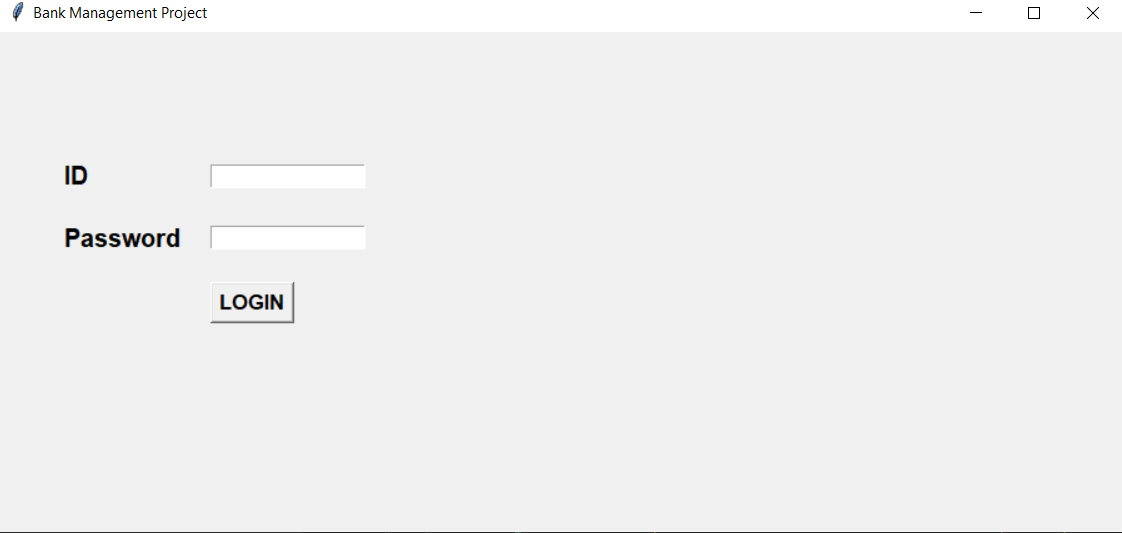 Bank Management Project
ID
Password
LOGIN